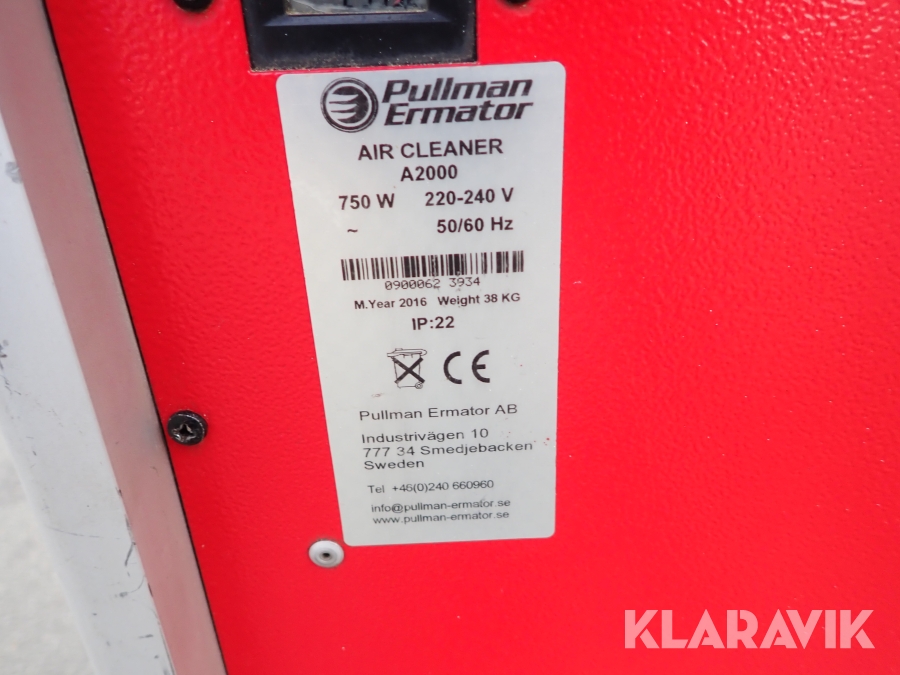 Pullman
Ermator
AIR CLEANER
A2000
750 W 220-240 V
~ 50/60 Hz
0900062 3934
M.Year 2016 Weight 38 KG
IP:22
CE
Pullman Ermator AB
Industrivägen 10
777 34 Smedjebacken
Sweden
Tel +46(0)240 660960
info@pullman-ermator.se
www.pullman-ermator.se
KLARAVIK